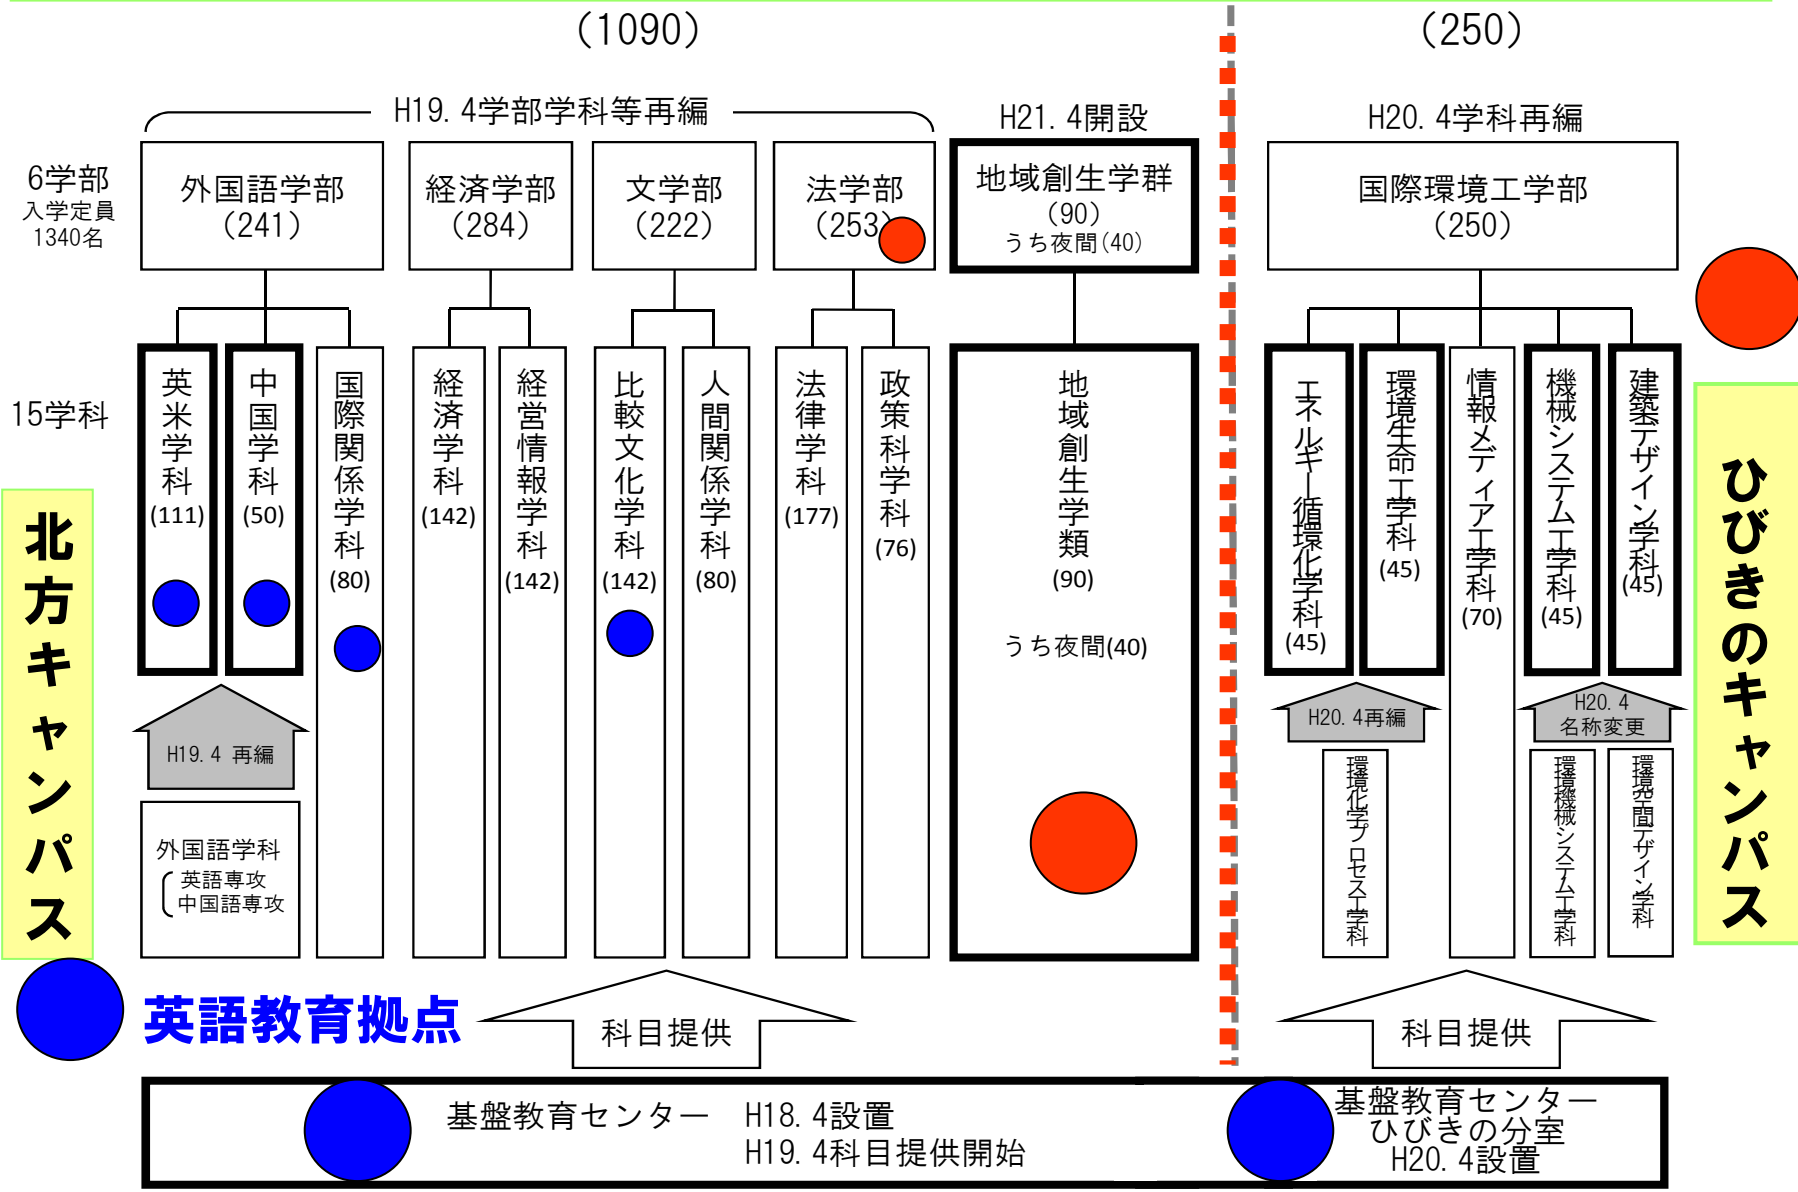 (1090)
(250)
H19.4学部学科等再編
H21.4開設
H20.4学科再編
6学部
入学定員
1340名
外国語学部
(241)
経済学部
(284)
文学部
(222)
法学部
(253)
地域創生学群
(90)
うち夜間(40)
国際環境工学部
(250)
15学科
英米学科
(111)
中国学科
(50)
国際関係学科
(80)
経済学科
(142)
経営情報学科
(142)
比較文化学科
(142)
人間関係学科
(80)
法律学科
(177)
政策科学科
(76)
地域創生学類
(90)
うち夜間(40)
エネルギー循環化学科
(45)
環境生命工学科
(45)
情報メディア工学科
(70)
機械システム工学科
(45)
建築デザイン学科
(45)
北方キャンパス
ひびきのキャンパス
H19.4 再編
H20.4再編
H20.4
名称変更
外国語学科
英語専攻
中国語専攻
環境化学プロセス工学科
環境機械システム工学科
環境空間デザイン学科
英語教育拠点
科目提供
科目提供
基盤教育センター H18.4設置
H19.4科目提供開始
基盤教育センター
ひびきの分室
H20.4設置